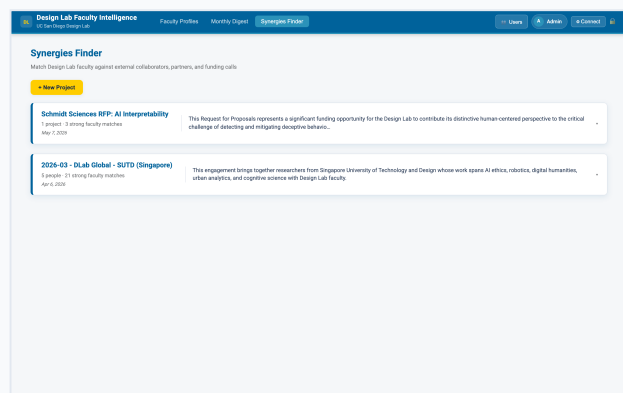 DL
Design Lab Faculty Intelligence
UC San Diego Design Lab
Faculty Profiles
Monthly Digest
Synergies Finder
Users
A Admin
Connect
Synergies Finder
Match Design Lab faculty against external collaborators, partners, and funding calls
+ New Project
Schmidt Sciences RFP: AI Interpretability
1 project · 3 strong faculty matches
May 7, 2026
This Request for Proposals represents a significant funding opportunity for the Design Lab to contribute its distinctive human-centered perspective to the critical
challenge of detecting and mitigating deceptive behavio...
2026-03 - DLab Global - SUTD (Singapore)
5 people · 21 strong faculty matches
Apr 6, 2026
This engagement brings together researchers from Singapore University of Technology and Design whose work spans AI ethics, robotics, digital humanities,
urban analytics, and cognitive science with Design Lab faculty.